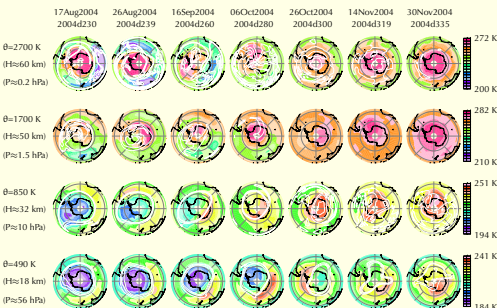 17Aug2004 26Aug2004 16Sep2004 06Oct2004 26Oct2004 14Nov2004 30Nov2004
2004d230 2004d239 2004d260 2004d280 2004d300 2004d319 2004d335
θ=2700 K
(H≈60 km)
(P≈0.2 hPa)
272 K
200 K
θ=1700 K
(H≈50 km)
(P≈1.5 hPa)
282 K
210 K
θ=850 K
(H≈32 km)
(P≈10 hPa)
251 K
194 K
θ=490 K
(H≈18 km)
(P≈56 hPa)
241 K
184 K